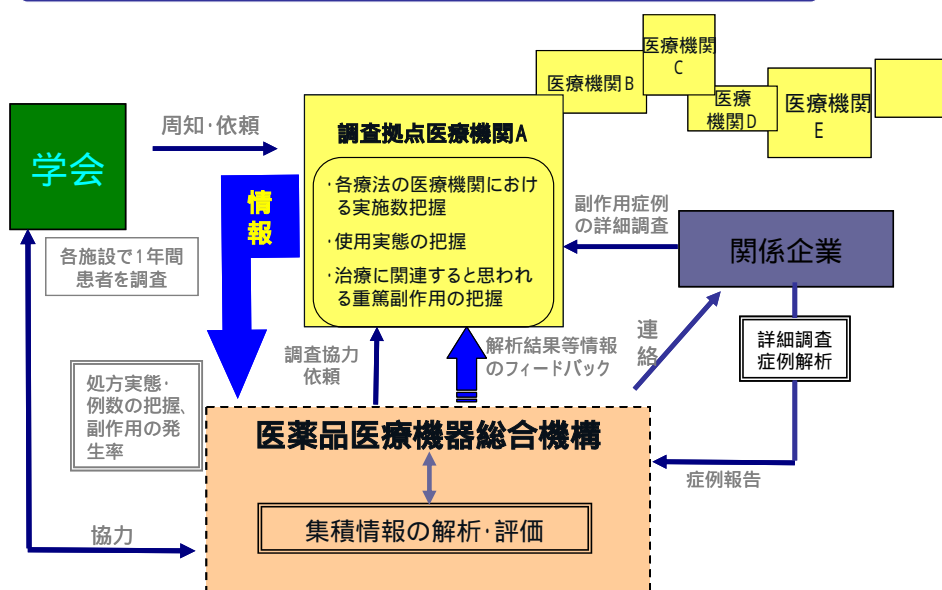 医療機関
C
医療機関B
医療
機関D
医療機関
E
学会
周知・依頼
調査拠点医療機関A
・各療法の医療機関におけ
る実施数把握
・使用実態の把握
・治療に関連すると思われ
る重篤副作用の把握
情
報
副作用症例
の詳細調査
関係企業
各施設で1年間
患者を調査
連
絡
詳細調査
症例解析
調査協力
依頼
解析結果等情報
のフィードバック
処方実態・
例数の把握、
副作用の発
生率
医薬品医療機器総合機構
症例報告
集積情報の解析・評価
協力